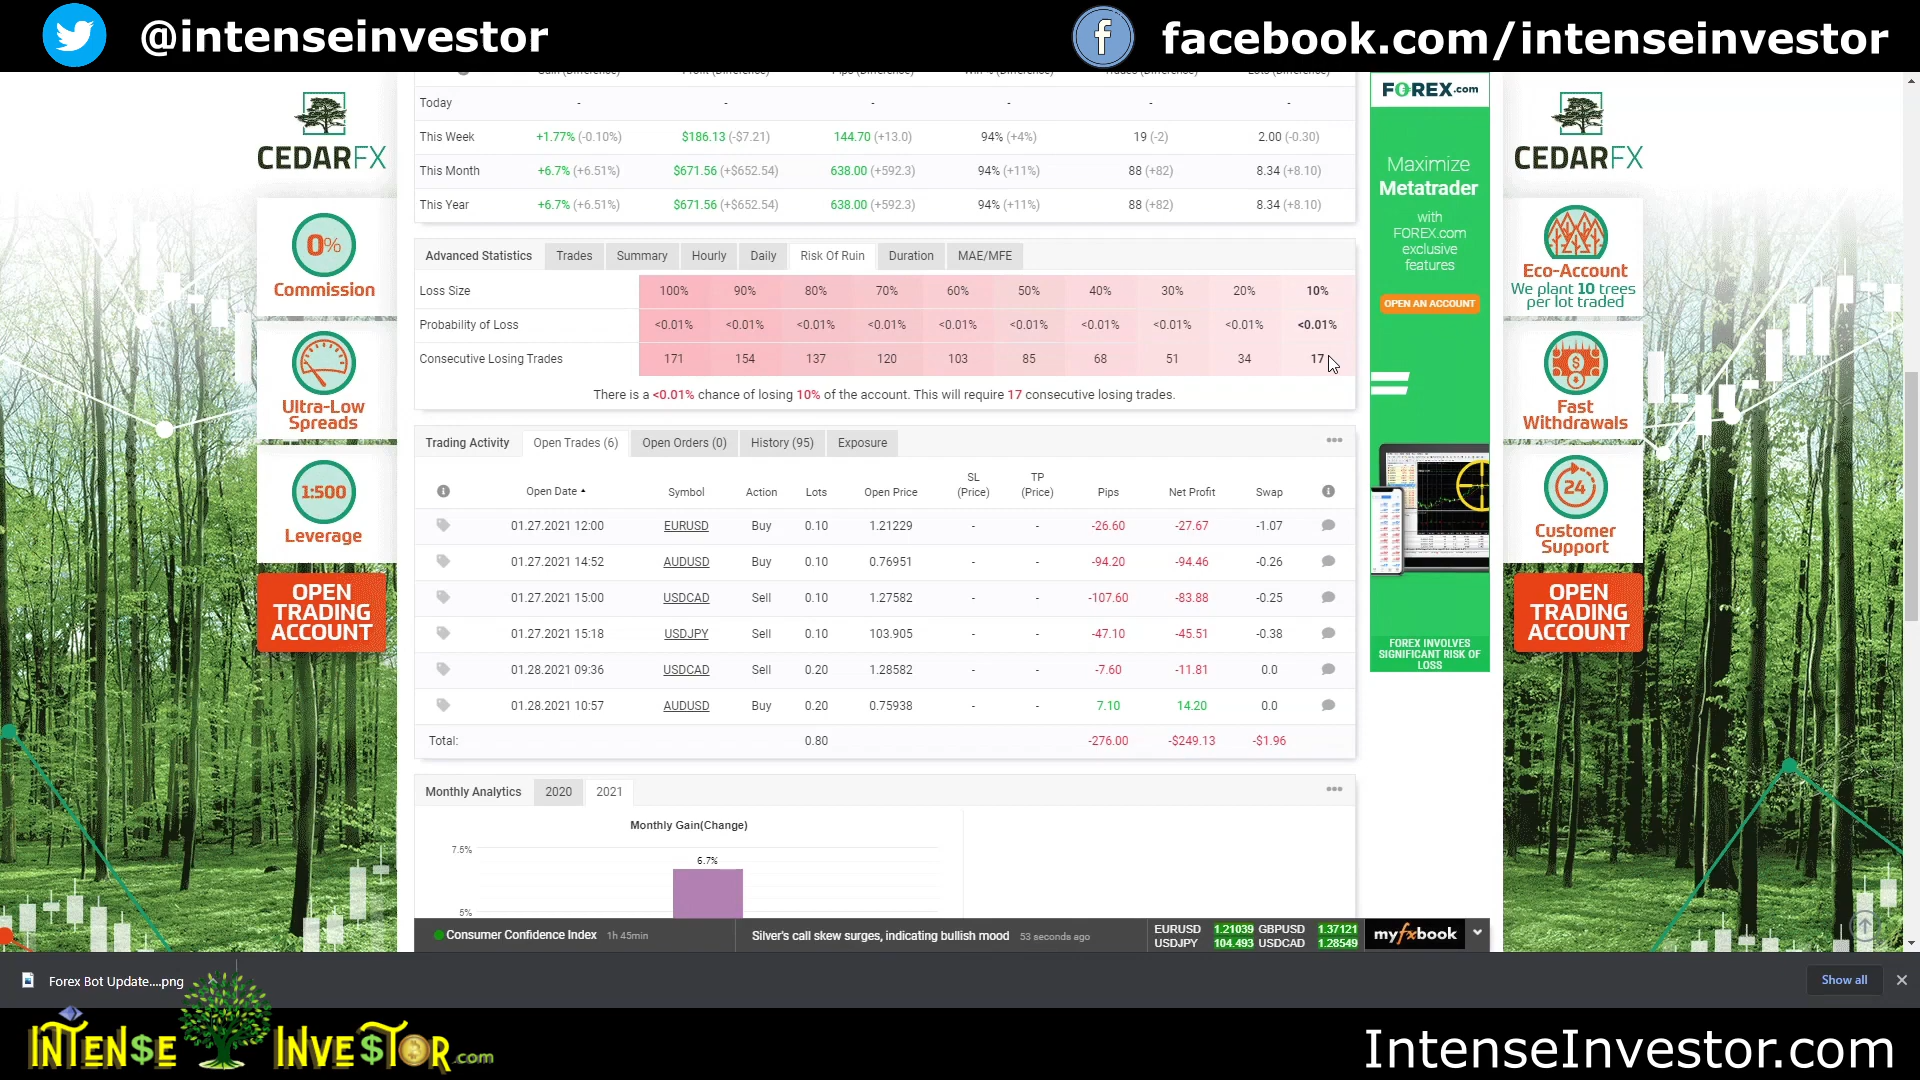 @intenseinvestor
facebook.com/intenseinvestor
Gain (Difference) Profit (Difference) Pips (Difference) Win % (Difference) Trades (Difference) Lots (Difference)
Today - - - - - -
This Week +1.77% (-0.10%) $186.13 (-$7.21) 144.70 (+13.0) 94% (+4%) 19 (-2) 2.00 (-0.30)
This Month +6.7% (+6.51%) $671.56 (+$652.54) 638.00 (+592.3) 94% (+11%) 88 (+82) 8.34 (+8.10)
This Year +6.7% (+6.51%) $671.56 (+$652.54) 638.00 (+592.3) 94% (+11%) 88 (+82) 8.34 (+8.10)
Advanced Statistics Trades Summary Hourly Daily Risk Of Ruin Duration MAE/MFE
Loss Size 100% 90% 80% 70% 60% 50% 40% 30% 20% 10%
Probability of Loss <0.01% <0.01% <0.01% <0.01% <0.01% <0.01% <0.01% <0.01% <0.01% <0.01%
Consecutive Losing Trades 171 154 137 120 103 85 68 51 34 17
There is a <0.01% chance of losing 10% of the account. This will require 17 consecutive losing trades.
Trading Activity Open Trades (6) Open Orders (0) History (95) Exposure
Open Date Symbol Action Lots Open Price SL (Price) TP (Price) Pips Net Profit Swap
01.27.2021 12:00 EURUSD Buy 0.10 1.21229 - - -26.60 -27.67 -1.07
01.27.2021 14:52 AUDUSD Buy 0.10 0.76951 - - -94.20 -94.46 -0.26
01.27.2021 15:00 USDCAD Sell 0.10 1.27582 - - -107.60 -83.88 -0.25
01.27.2021 15:18 USDJPY Sell 0.10 103.905 - - -47.10 -45.51 -0.38
01.28.2021 09:36 USDCAD Sell 0.20 1.28582 - - -7.60 -11.81 0.0
01.28.2021 10:57 AUDUSD Buy 0.20 0.75938 - - 7.10 14.20 0.0
Total: 0.80 -276.00 -$249.13 -$1.96
Monthly Analytics 2020 2021
Monthly Gain(Change)
7.5%
6.7%
5%
Consumer Confidence Index 1h 45min
Silver's call skew surges, indicating bullish mood 53 seconds ago
EURUSD 1.21039 GBPUSD 1.37121
USDJPY 104.493 USDCAD 1.28549
myfxbook
CEDARFX
0%
Commission
Ultra-Low
Spreads
1:500
Leverage
OPEN
TRADING
ACCOUNT
FOREX.com
Maximize
Metatrader
with
FOREX.com
exclusive
features
OPEN AN ACCOUNT
FOREX INVOLVES
SIGNIFICANT RISK OF
LOSS
CEDARFX
Eco-Account
We plant 10 trees
per lot traded
Fast
Withdrawals
24
Customer
Support
OPEN
TRADING
ACCOUNT
Forex Bot Update....png
Show all
INTEN$E INVE$TOR.com
IntenseInvestor.com